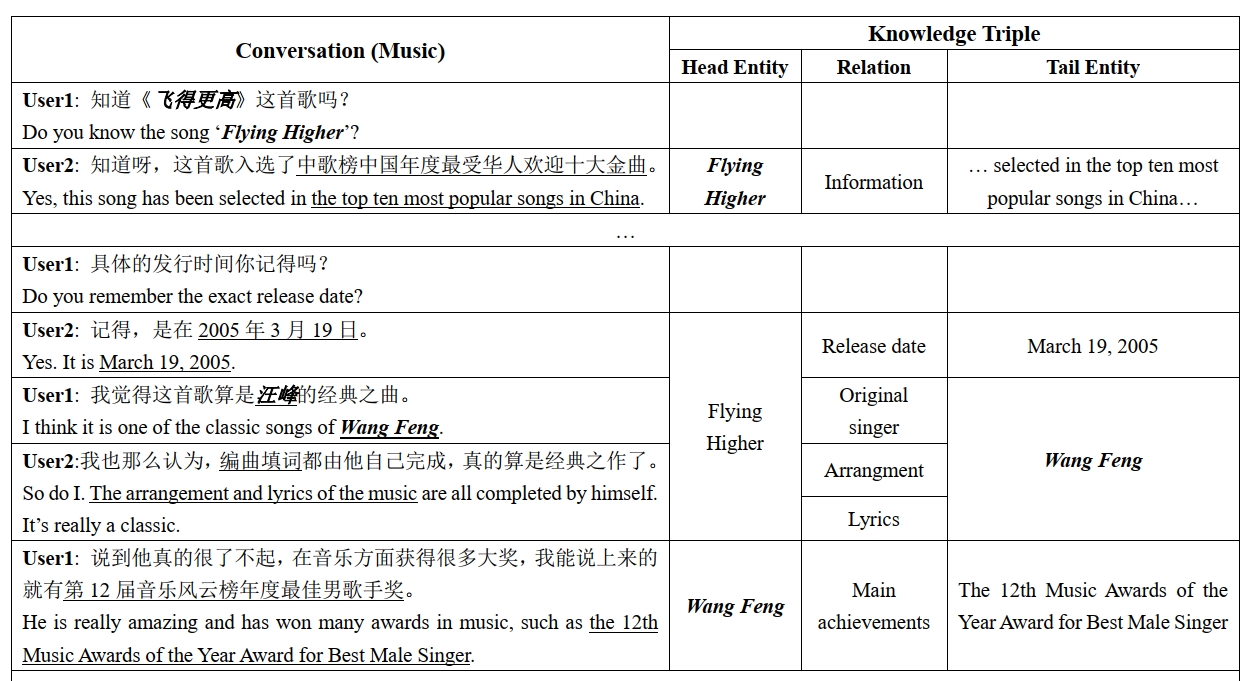 Conversation (Music)
Knowledge Triple
Head Entity
Relation
Tail Entity
User1: 知道《飞得更高》这首歌吗?
Do you know the song ‘Flying Higher’?
User2: 知道呀，这首歌入选了中歌榜中国年度最受华人欢迎十大金曲。
Yes, this song has been selected in the top ten most popular songs in China.
Flying
Higher
Information
… selected in the top ten most
popular songs in China…
…
User1: 具体的发行时间你记得吗?
Do you remember the exact release date?
User2: 记得，是在 2005 年 3 月 19 日。
Yes. It is March 19, 2005.
Flying
Higher
Release date
March 19, 2005
User1: 我觉得这首歌算是汪峰的经典之曲。
I think it is one of the classic songs of Wang Feng.
Original
singer
Wang Feng
User2:我也那么认为，编曲填词都由他自己完成，真的算是经典之作了。
So do I. The arrangement and lyrics of the music are all completed by himself.
It’s really a classic.
Arrangment
Lyrics
User1: 说到他真的很了不起，在音乐方面获得很多大奖，我能说上来的
就有第 12 届音乐风云榜年度最佳男歌手奖。
He is really amazing and has won many awards in music, such as the 12th
Music Awards of the Year Award for Best Male Singer.
Wang Feng
Main
achievements
The 12th Music Awards of the
Year Award for Best Male Singer